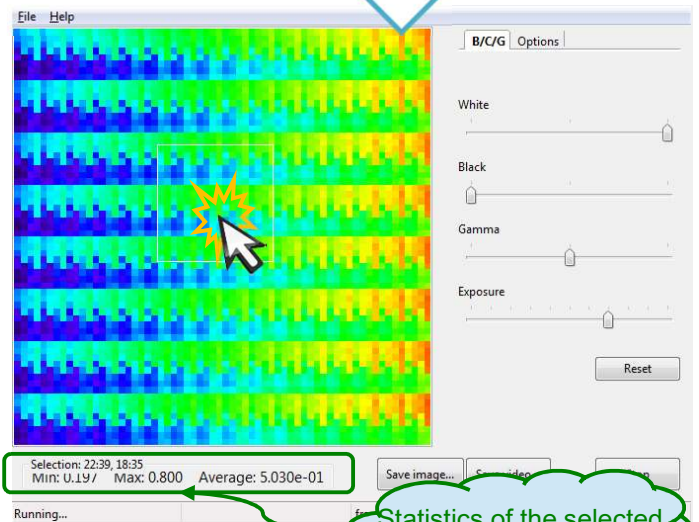 File Help
B/C/G Options
White
Black
Gamma
Exposure
Reset
Selection: 22:39, 18:35
Min: 0.197 Max: 0.800 Average: 5.030e-01
Save image...
Running...
Statistics of the selected